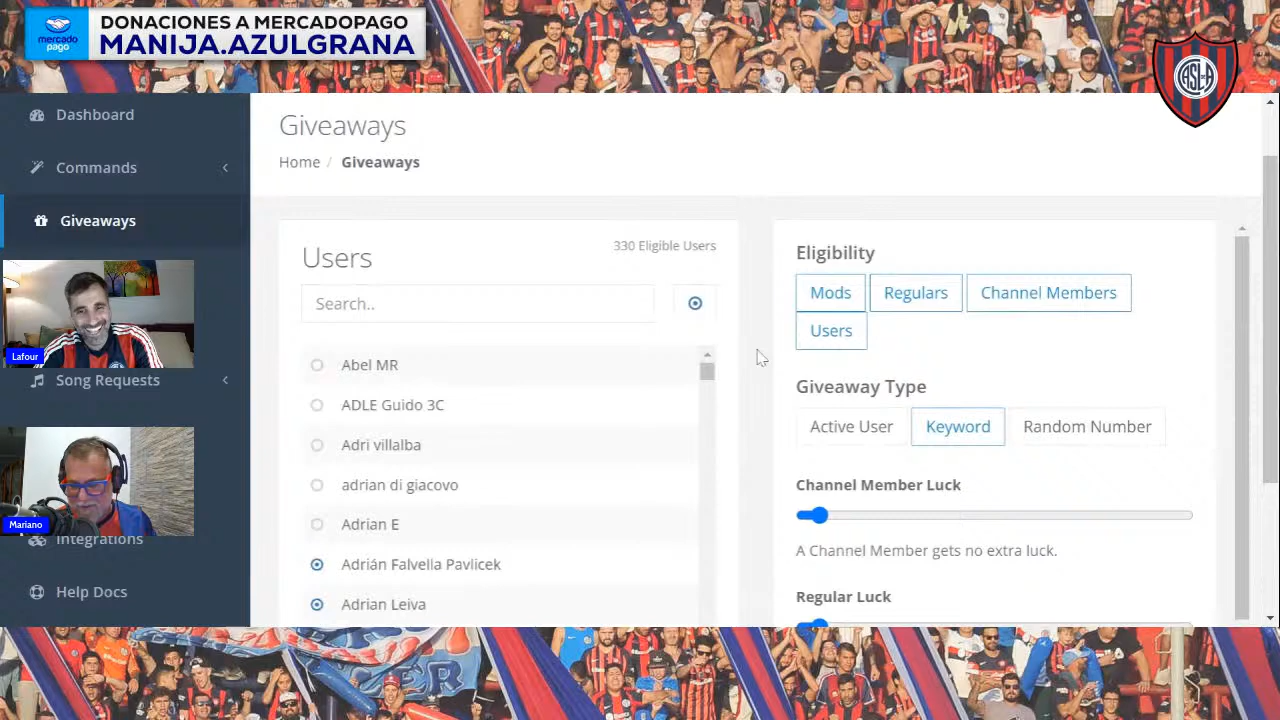 DONACIONES A MERCADOPAGO
MANIJA.AZULGRANA
mercado
pago
CASLA
Dashboard
Commands
Giveaways
Lafour
Song Requests
Mariano
Integrations
Help Docs
Giveaways
Home / Giveaways
Users
330 Eligible Users
Search..
Abel MR
ADLE Guido 3C
Adri villalba
adrian di giacovo
Adrian E
Adrián Falvella Pavlicek
Adrian Leiva
Eligibility
Mods
Regulars
Channel Members
Users
Giveaway Type
Active User
Keyword
Random Number
Channel Member Luck
A Channel Member gets no extra luck.
Regular Luck